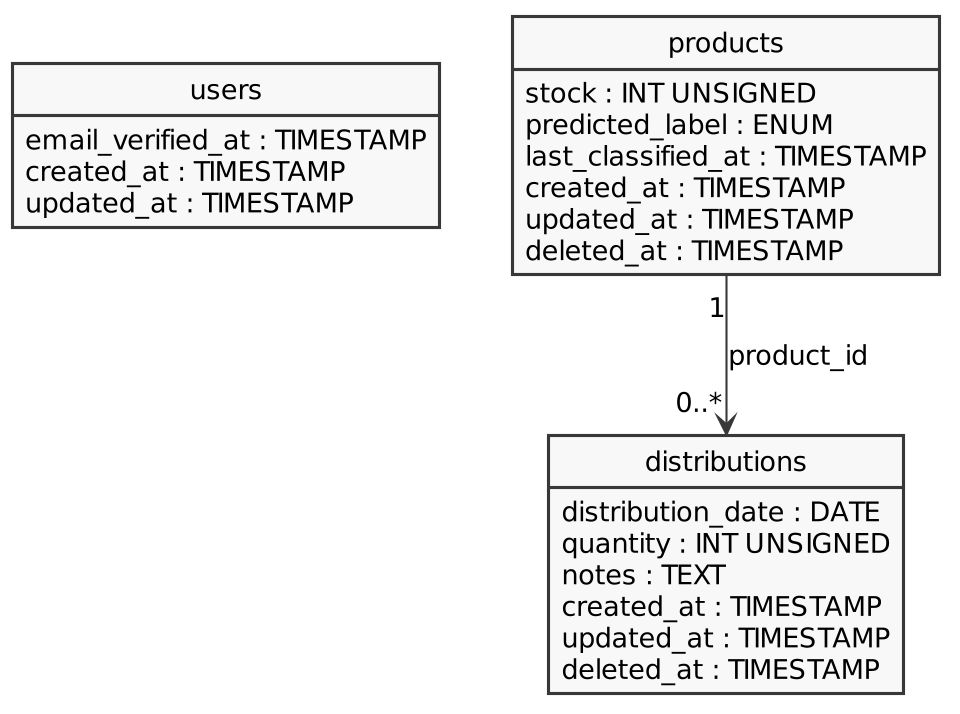 users
email_verified_at : TIMESTAMP
created_at : TIMESTAMP
updated_at : TIMESTAMP
products
stock : INT UNSIGNED
predicted_label : ENUM
last_classified_at : TIMESTAMP
created_at : TIMESTAMP
updated_at : TIMESTAMP
deleted_at : TIMESTAMP
1
product_id
0..*
distributions
distribution_date : DATE
quantity : INT UNSIGNED
notes : TEXT
created_at : TIMESTAMP
updated_at : TIMESTAMP
deleted_at : TIMESTAMP